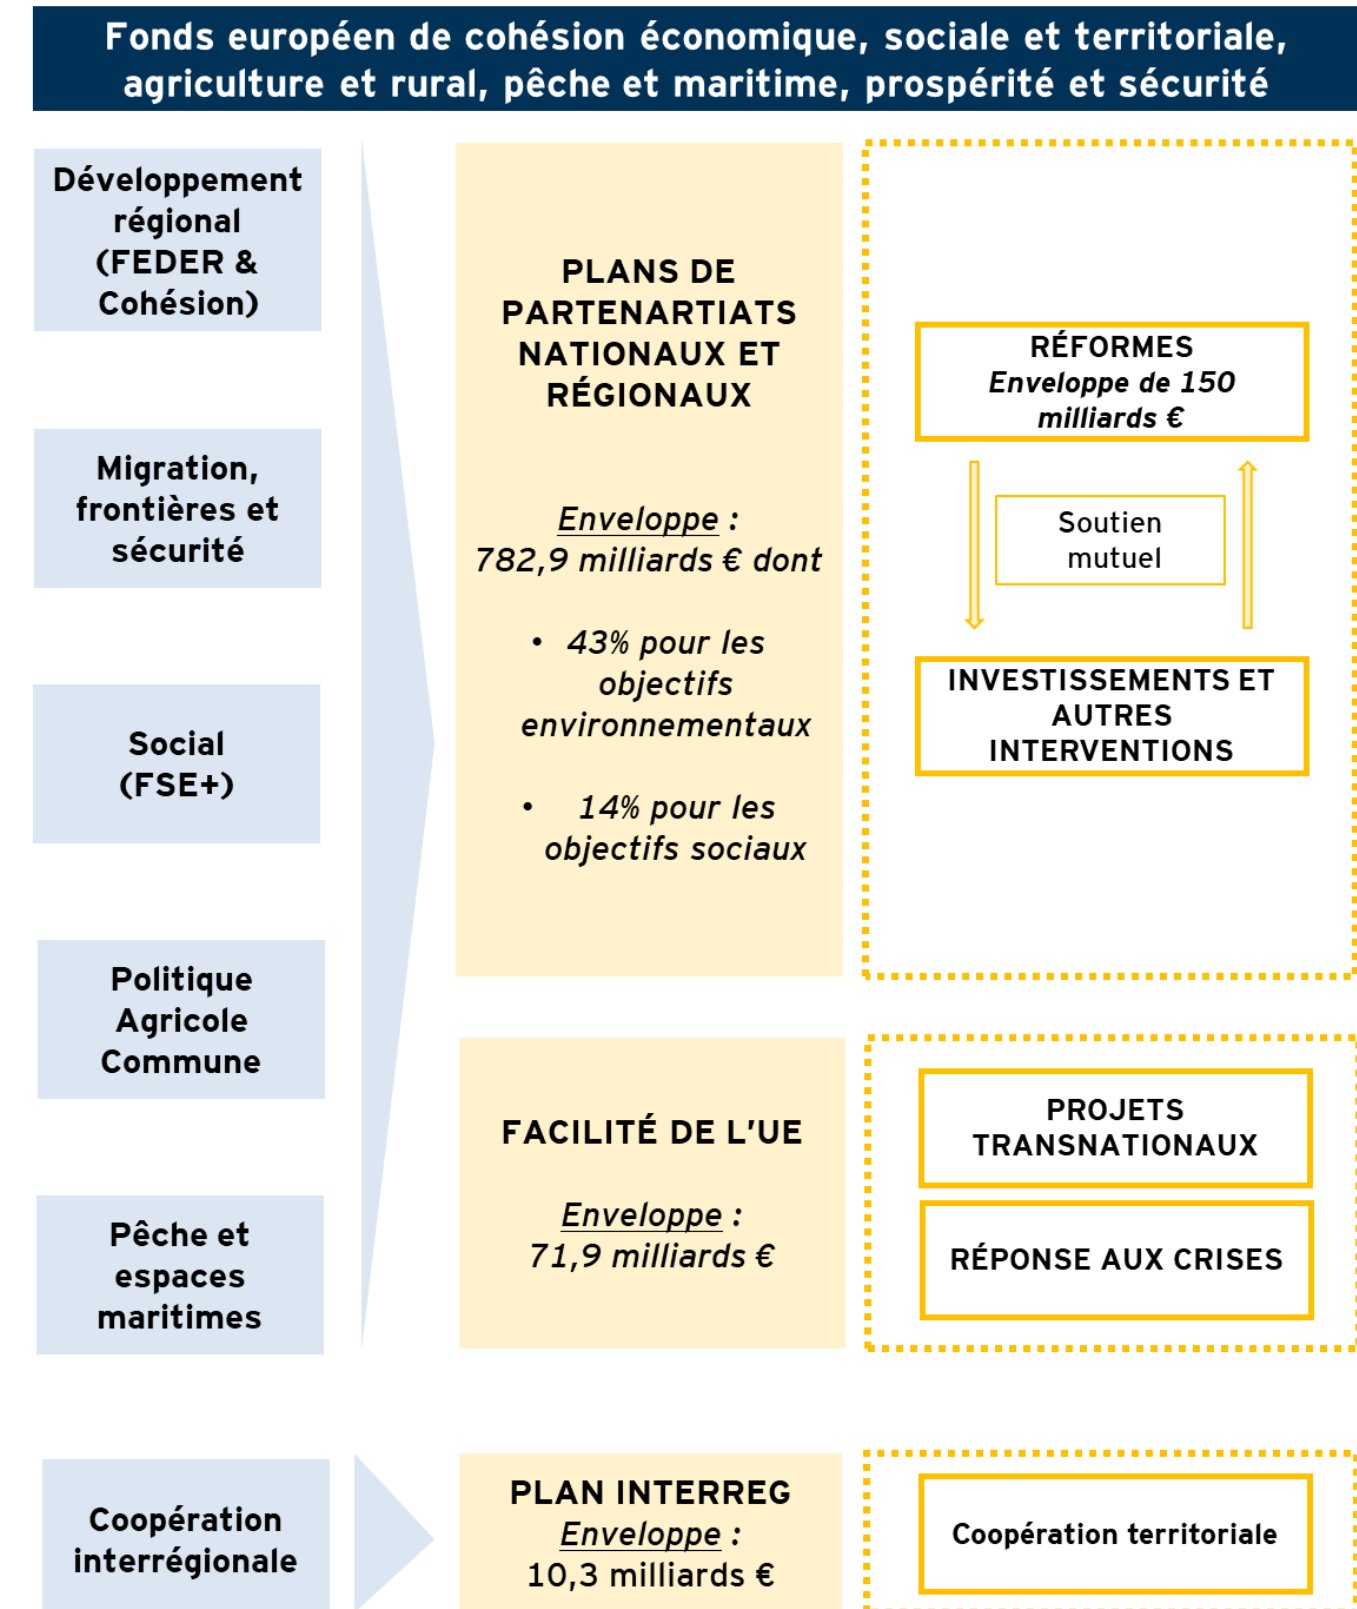 Fonds européen de cohésion économique, sociale et territoriale,
agriculture et rural, pêche et maritime, prospérité et sécurité
Développement
régional
(FEDER &
Cohésion)
Migration,
frontières et
sécurité
Social
(FSE+)
Politique
Agricole
Commune
Pêche et
espaces
maritimes
Coopération
interrégionale
PLANS DE
PARTENARTIATS
NATIONAUX ET
RÉGIONAUX
Enveloppe :
782,9 milliards € dont
• 43% pour les
objectifs
environnementaux
• 14% pour les
objectifs sociaux
FACILITÉ DE L'UE
Enveloppe :
71,9 milliards €
PLAN INTERREG
Enveloppe :
10,3 milliards €
RÉFORMES
Enveloppe de 150
milliards €
Soutien
mutuel
INVESTISSEMENTS ET
AUTRES
INTERVENTIONS
PROJETS
TRANSNATIONAUX
RÉPONSE AUX CRISES
Coopération territoriale